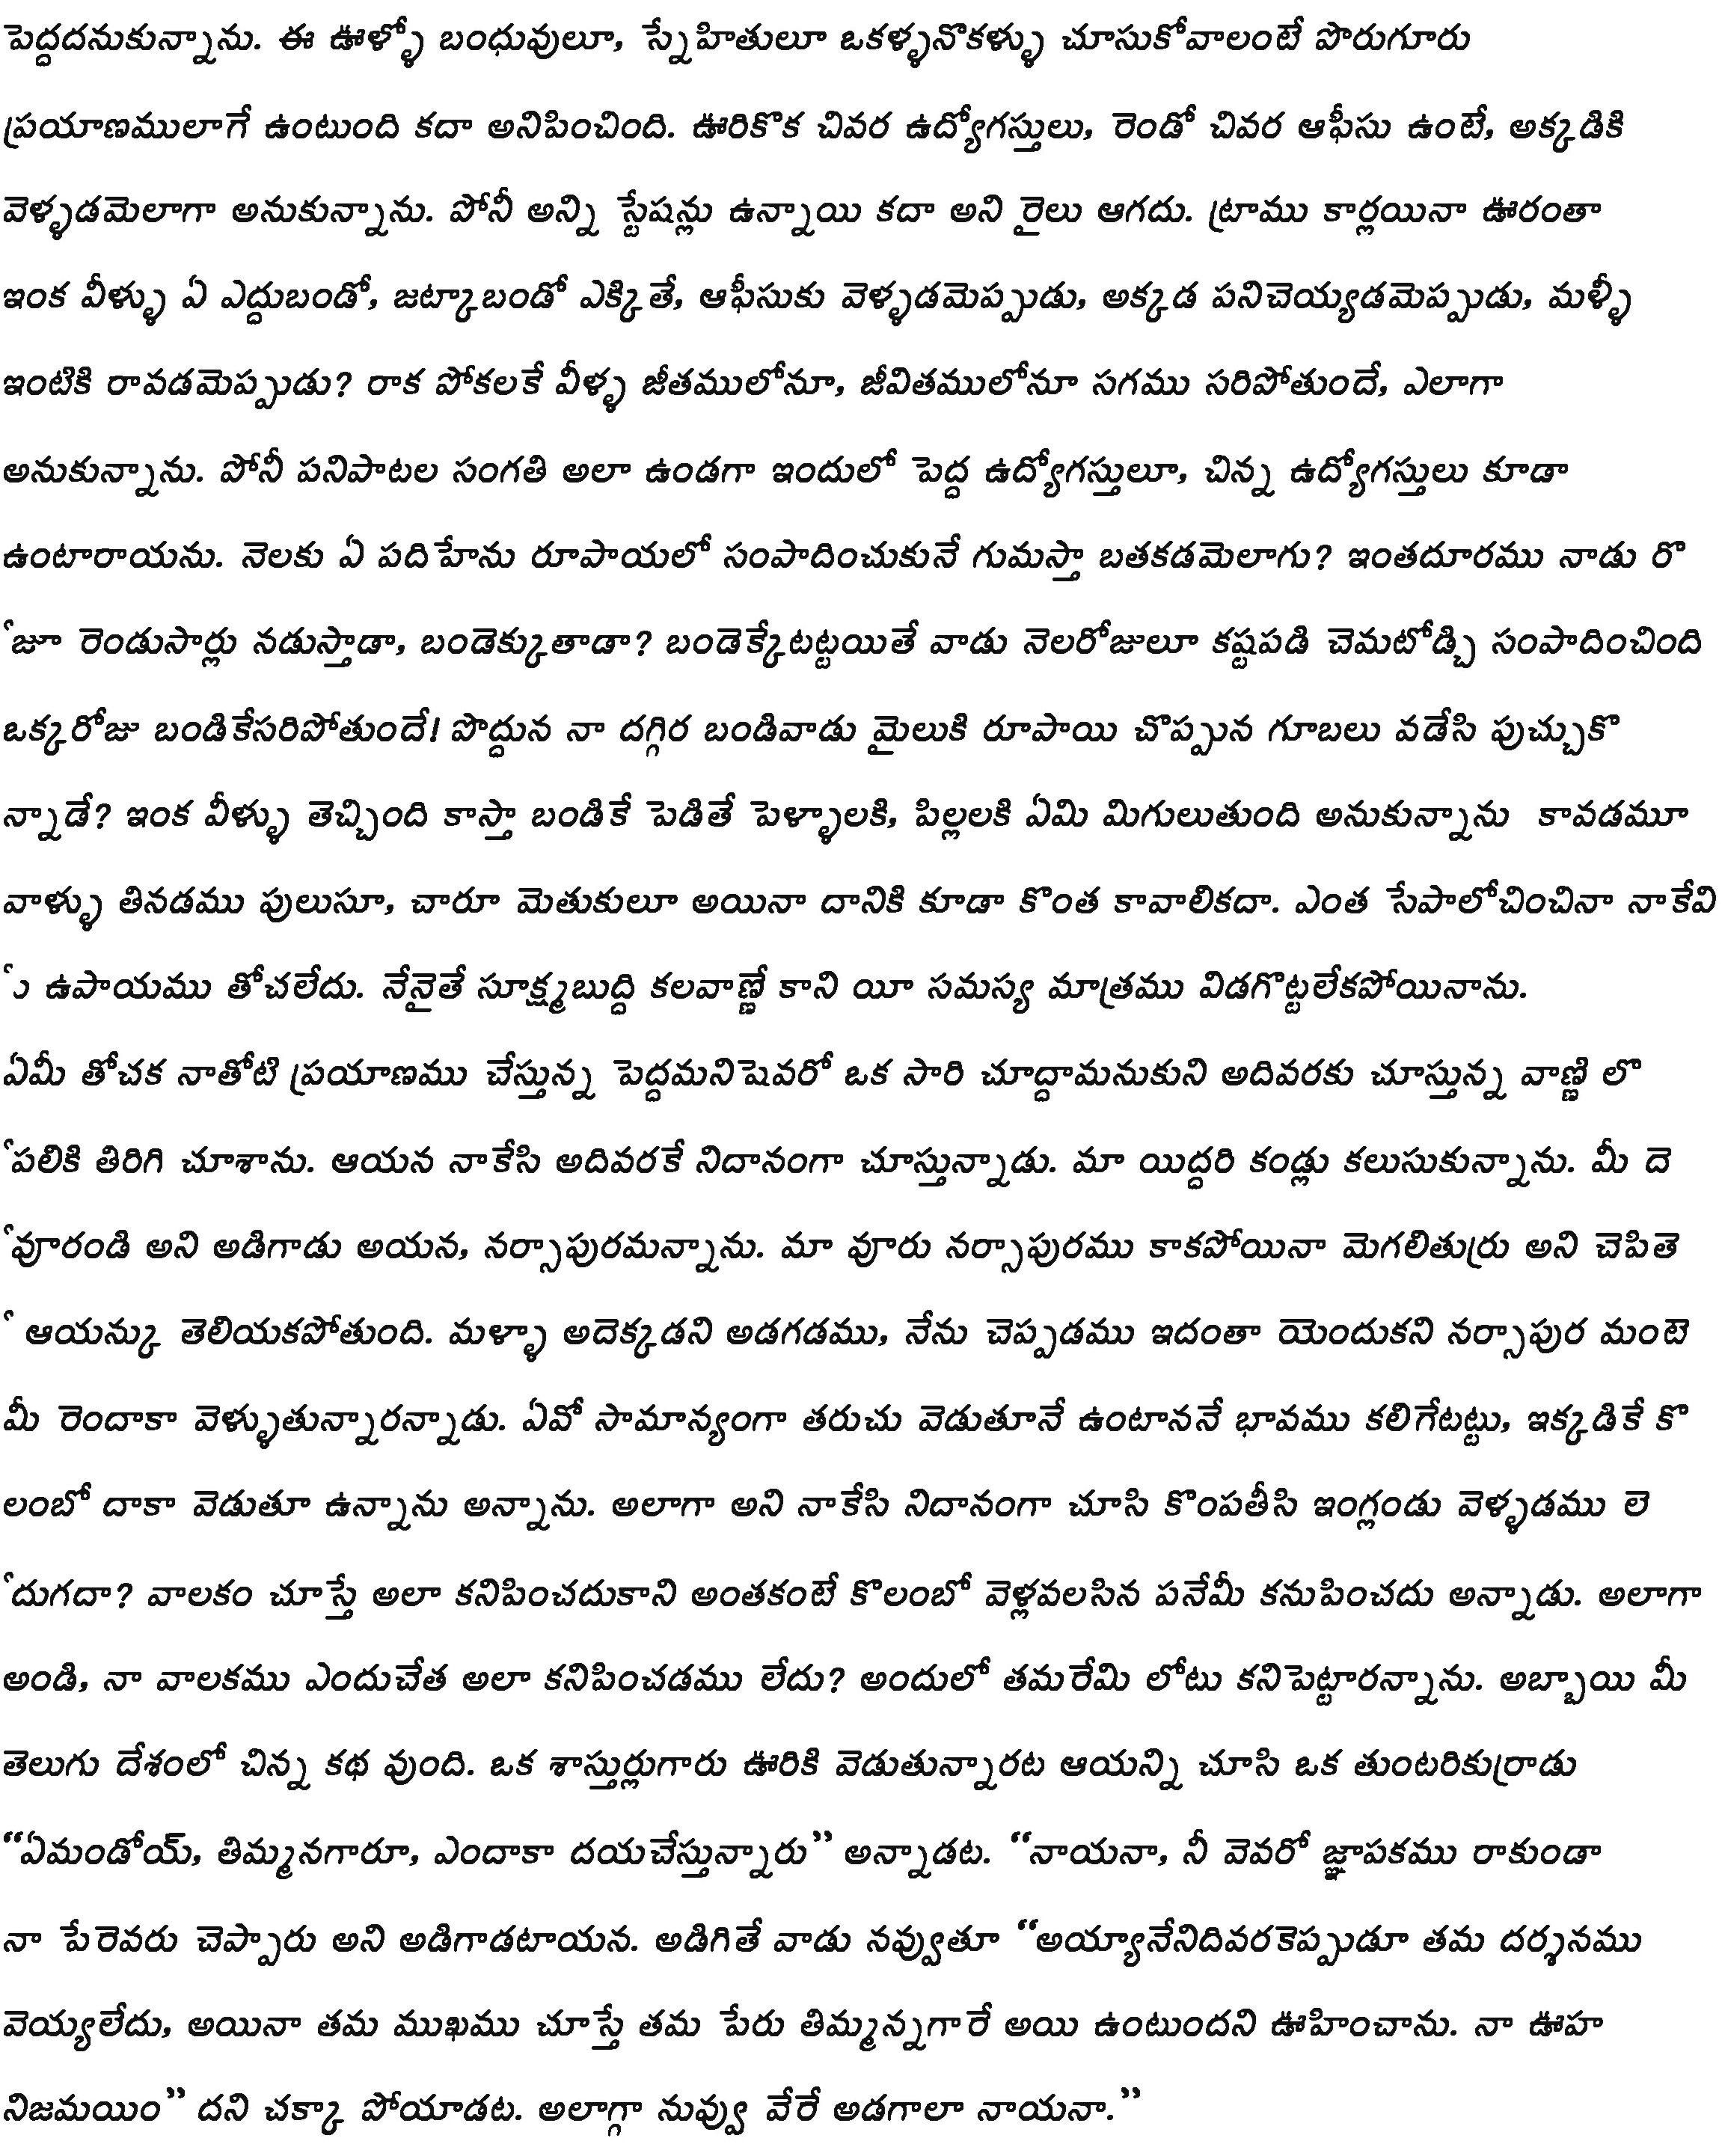 పెద్దదనుకున్నాను. ఈ ఊళ్ళో బంధువులూ, స్నేహితులూ ఒకళ్ళనొకళ్ళు చూసుకోవాలంటే పొరుగూరు
ప్రయాణములాగే ఉంటుంది కదా అనిపించింది. ఊరికొక చివర ఉద్యోగస్తులు, రెండో చివర ఆఫీసు ఉంటే, అక్కడికి
వెళ్ళడమెలాగా అనుకున్నాను. పోనీ అన్ని స్టేషన్లు ఉన్నాయి కదా అని రైలు ఆగదు. ట్రాము కార్లయినా ఊరంతా
ఇంక వీళ్ళు ఏ ఎద్దుబండో, జట్కాబండో ఎక్కితే, ఆఫీసుకు వెళ్ళడమెప్పుడు, అక్కడ పనిచెయ్యడమెప్పుడు, మళ్ళీ
ఇంటికి రావడమెప్పుడు? రాక పోకలకే వీళ్ళ జీతములోనూ, జీవితములోనూ సగము సరిపోతుందే, ఎలాగా
అనుకున్నాను. పోనీ పనిపాటల సంగతి అలా ఉండగా ఇందులో పెద్ద ఉద్యోగస్తులూ, చిన్న ఉద్యోగస్తులు కూడా
ఉంటారాయను. నెలకు ఏ పదిహేను రూపాయలో సంపాదించుకునే గుమస్తా బతకడమెలాగు? ఇంతదూరము నాడు రొ
ేజూ రెండుసార్లు నడుస్తాడా, బండెక్కుతాడా? బండెక్కేటట్టయితే వాడు నెలరోజులూ కష్టపడి చెమటోడ్చి సంపాదించింది
ఒక్కరోజు బండికేసరిపోతుందే! పొద్దున నా దగ్గిర బండివాడు మైలుకి రూపాయి చొప్పున గూబలు వడేసి పుచ్చుకొ
న్నాడే? ఇంక వీళ్ళు తెచ్చింది కాస్తా బండికే పెడితే పెళ్ళాలకి, పిల్లలకి ఏమి మిగులుతుంది అనుకున్నాను కావడమూ
వాళ్ళు తినడము పులుసూ, చారూ మెతుకులూ అయినా దానికి కూడా కొంత కావాలికదా. ఎంత సేపాలోచించినా నాకేవి
ేు ఉపాయము తోచలేదు. నేనైతే సూక్ష్మబుద్ధి కలవాణ్ణే కాని యీ సమస్య మాత్రము విడగొట్టలేకపోయినాను.
ఏమీ తోచక నాతోటి ప్రయాణము చేస్తున్న పెద్దమనిషెవరో ఒక సారి చూద్దామనుకుని అదివరకు చూస్తున్న వాణ్ణి లొ
ేపలికి తిరిగి చూశాను. ఆయన నాకేసి అదివరకే నిదానంగా చూస్తున్నాడు. మా యిద్దరి కండ్లు కలుసుకున్నాను. మీ దె
ేవూరండి అని అడిగాడు అయన, నర్సాపురమన్నాను. మా వూరు నర్సాపురము కాకపోయినా మెగలితుర్రు అని చెపితె
ే ఆయన్కు తెలియకపోతుంది. మళ్ళా అదెక్కడని అడగడము, నేను చెప్పడము ఇదంతా యెందుకని నర్సాపుర మంటె
మీ రెందాకా వెళ్ళుతున్నారన్నాడు. ఏవో సామాన్యంగా తరుచు వెడుతూనే ఉంటాననే భావము కలిగేటట్టు, ఇక్కడికే కొ
లంబో దాకా వెడుతూ ఉన్నాను అన్నాను. అలాగా అని నాకేసి నిదానంగా చూసి కొంపతీసి ఇంగ్లండు వెళ్ళడము లె
ేదుగదా? వాలకం చూస్తే అలా కనిపించదుకాని అంతకంటే కొలంబో వెళ్లవలసిన పనేమీ కనుపించదు అన్నాడు. అలాగా
అండి, నా వాలకము ఎందుచేత అలా కనిపించడము లేదు? అందులో తమరేమి లోటు కనిపెట్టారన్నాను. అబ్బాయి మీ
తెలుగు దేశంలో చిన్న కథ వుంది. ఒక శాస్తుర్లుగారు ఊరికి వెడుతున్నారట ఆయన్ని చూసి ఒక తుంటరికుర్రాడు
“ఏమండోయ్, తిమ్మనగారూ, ఎందాకా దయచేస్తున్నారు” అన్నాడట. “నాయనా, నీ వెవరో జ్ఞాపకము రాకుండా
నా పేరెవరు చెప్పారు అని అడిగాడటాయన. అడిగితే వాడు నవ్వుతూ “అయ్యానేనిదివరకెప్పుడూ తమ దర్శనము
వెయ్యలేదు, అయినా తమ ముఖము చూస్తే తమ పేరు తిమ్మన్నగారే అయి ఉంటుందని ఊహించాను. నా ఊహ
నిజమయిం” దని చక్కా పోయాడట. అలాగ్గా నువ్వు వేరే అడగాలా నాయనా.”